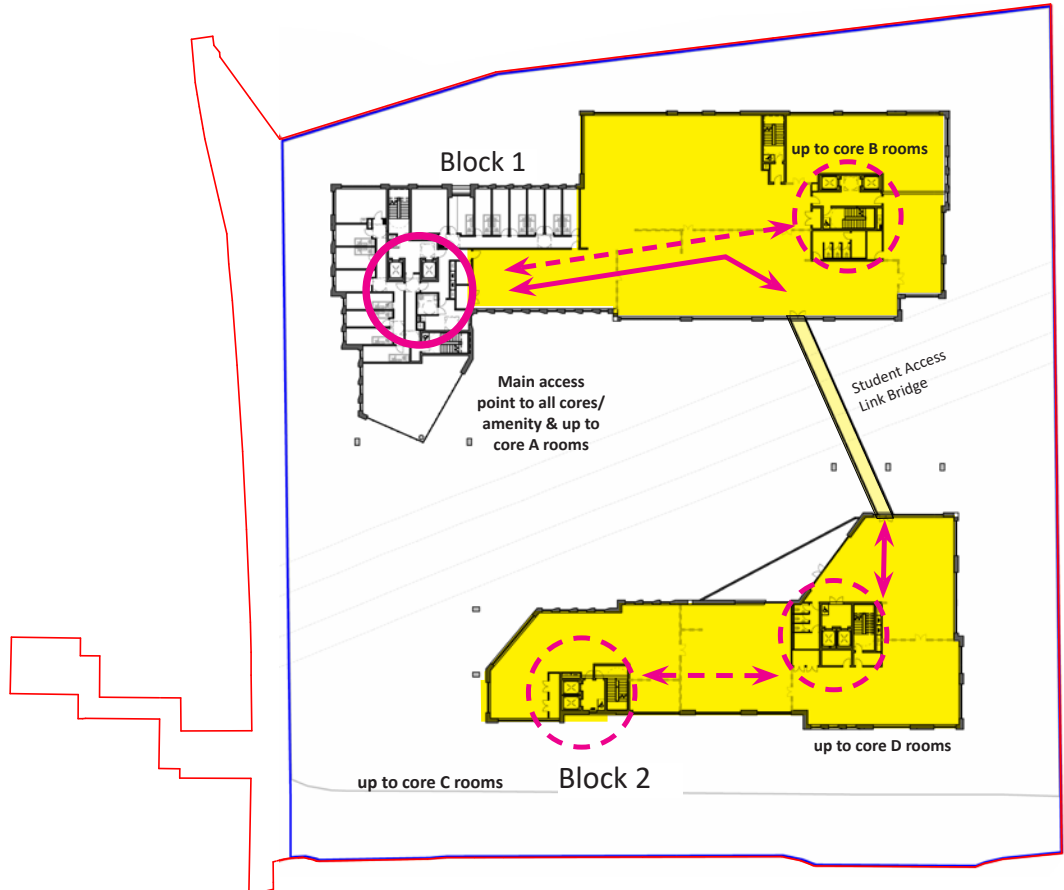 up to core B rooms
Block 1
Student Access
Link Bridge
Main access
point to all cores/
amenity & up to
core A rooms
up to core D rooms
up to core C rooms
Block 2